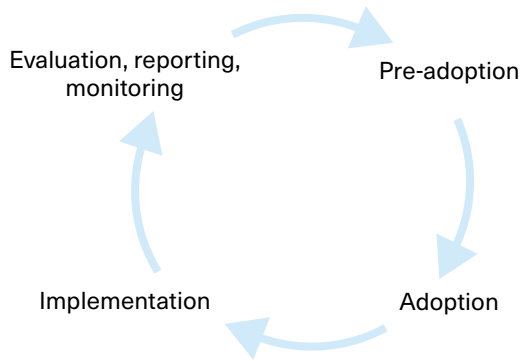 Evaluation, reporting,
monitoring
Pre-adoption
Adoption
Implementation